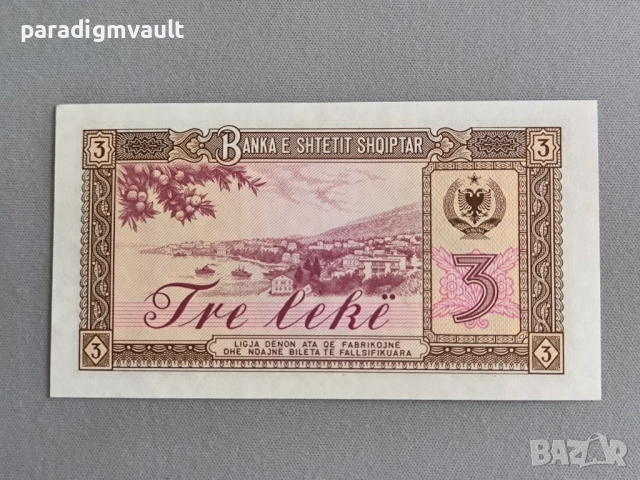 paradigmvault
3 BANKA E SHTETIT SHQIPTAR 3
3
Tre lekë
LIGJA DËNON ATA QË FABRIKOJNË
DHE NDAJNË BILETA TË FALLSIFIKUARA
3 3
BAZAR